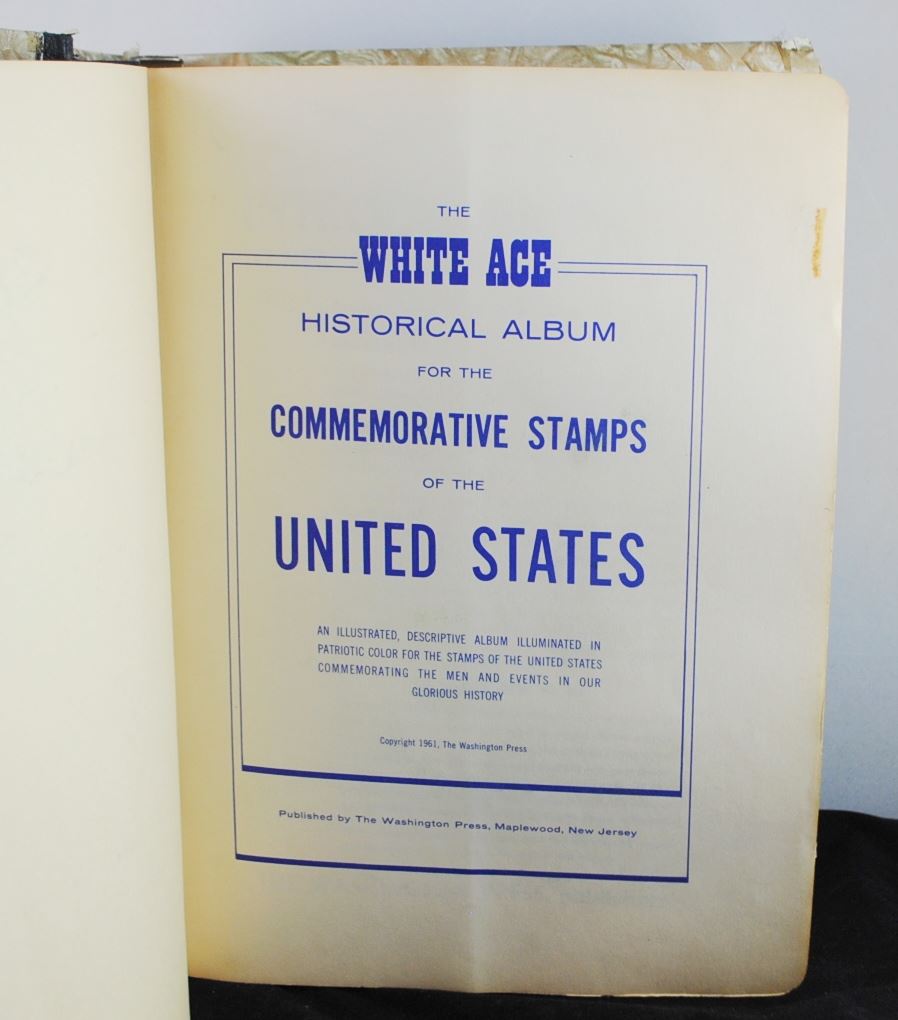 THE
WHITE ACE
HISTORICAL ALBUM
FOR THE
COMMEMORATIVE STAMPS
OF THE
UNITED STATES
AN ILLUSTRATED, DESCRIPTIVE ALBUM ILLUMINATED IN
PATRIOTIC COLOR FOR THE STAMPS OF THE UNITED STATES
COMMEMORATING THE MEN AND EVENTS IN OUR
GLORIOUS HISTORY
Copyright 1961, The Washington Press
Published by The Washington Press, Maplewood, New Jersey